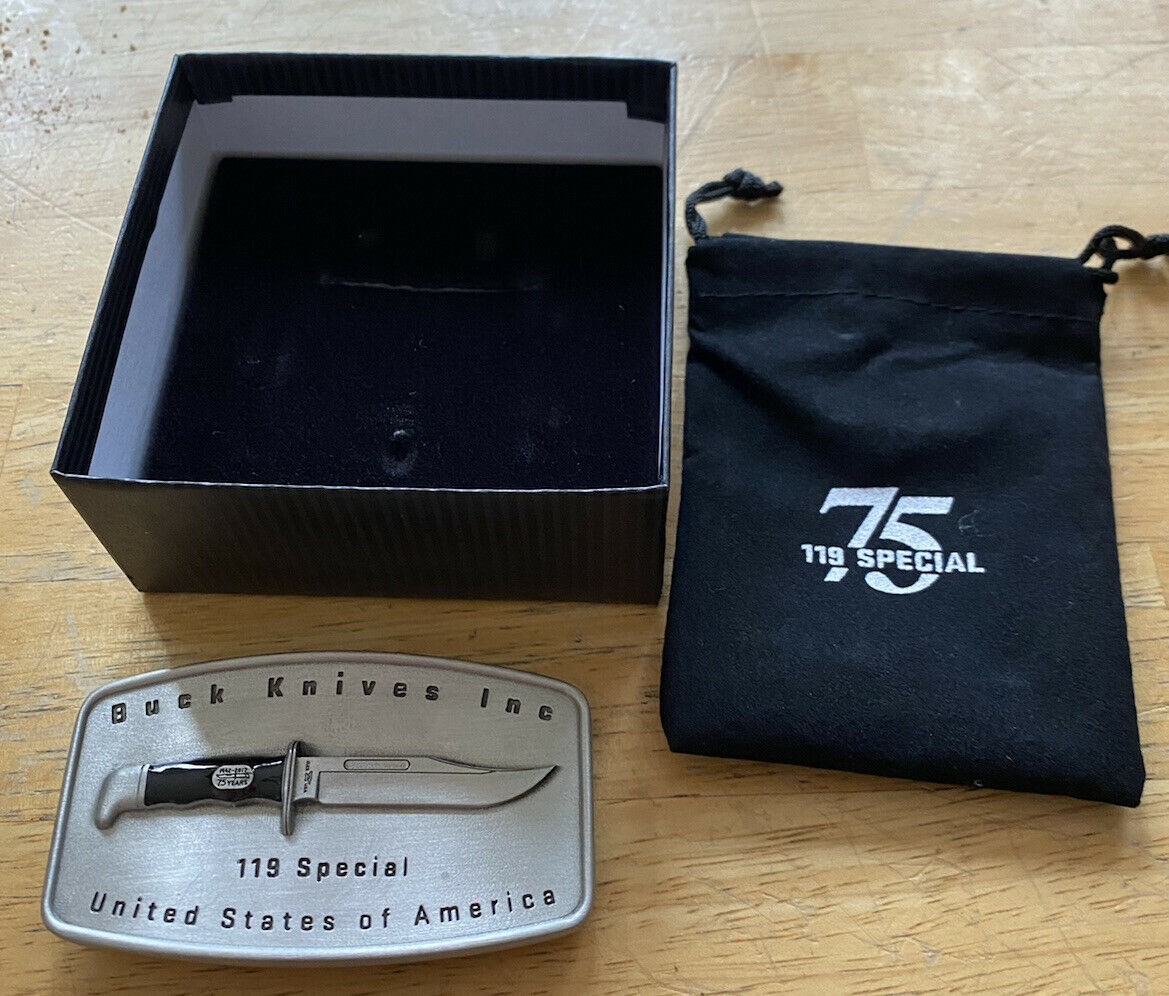 75
119 SPECIAL
Buck Knives Inc
75 YEARS
119 Special
United States of America